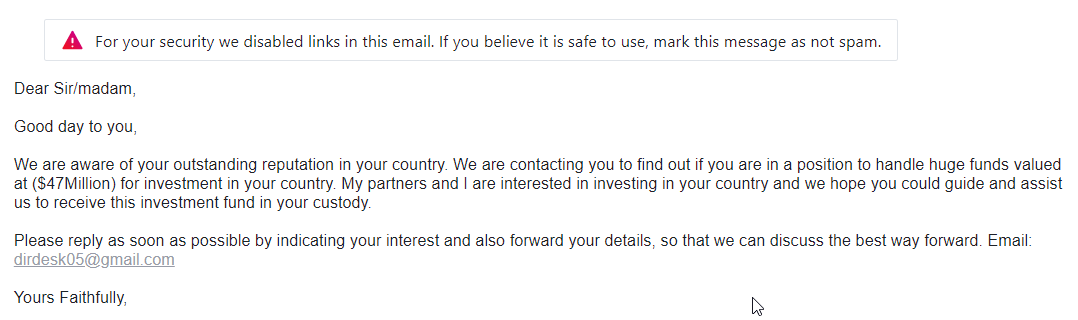 For your security we disabled links in this email. If you believe it is safe to use, mark this message as not spam.
Dear Sir/madam,
Good day to you,
We are aware of your outstanding reputation in your country. We are contacting you to find out if you are in a position to handle huge funds valued
at ($47Million) for investment in your country. My partners and I are interested in investing in your country and we hope you could guide and assist
us to receive this investment fund in your custody.
Please reply as soon as possible by indicating your interest and also forward your details, so that we can discuss the best way forward. Email:
dirdesk05@gmail.com
Yours Faithfully,